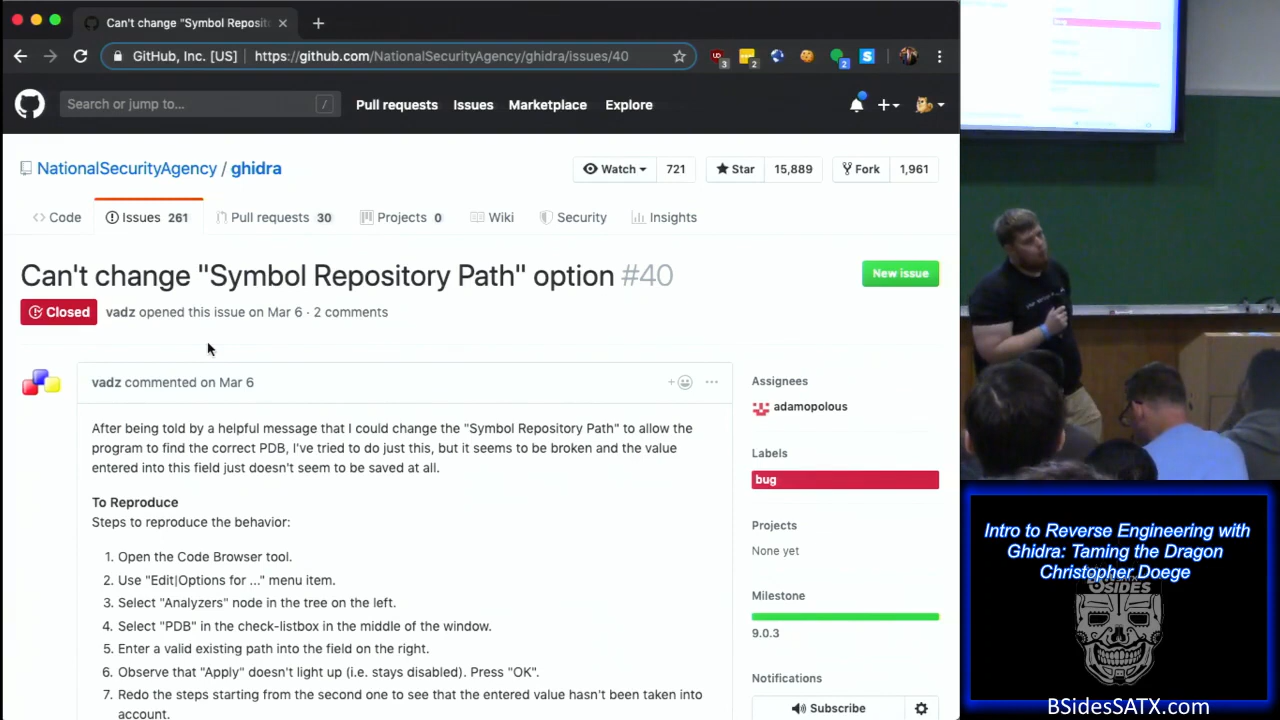 Can't change "Symbol Reposit
GitHub, Inc. [US] https://github.com/NationalSecurityAgency/ghidra/issues/40
3 2 2 S
Search or jump to... / Pull requests Issues Marketplace Explore
NationalSecurityAgency / ghidra Watch 721 Star 15,889 Fork 1,961
Code Issues 261 Pull requests 30 Projects 0 Wiki Security Insights
Can't change "Symbol Repository Path" option #40
New issue
Closed vadz opened this issue on Mar 6 · 2 comments
vadz commented on Mar 6
After being told by a helpful message that I could change the "Symbol Repository Path" to allow the
program to find the correct PDB, I've tried to do just this, but it seems to be broken and the value
entered into this field just doesn't seem to be saved at all.
To Reproduce
Steps to reproduce the behavior:
1. Open the Code Browser tool.
2. Use "Edit|Options for ..." menu item.
3. Select "Analyzers" node in the tree on the left.
4. Select "PDB" in the check-listbox in the middle of the window.
5. Enter a valid existing path into the field on the right.
6. Observe that "Apply" doesn't light up (i.e. stays disabled). Press "OK".
7. Redo the steps starting from the second one to see that the entered value hasn't been taken into
account.
Assignees
adamopolous
Labels
bug
Projects
None yet
Milestone
9.0.3
Notifications
Subscribe
Intro to Reverse Engineering with
Ghidra: Taming the Dragon
Christopher Doege
BSIDES
BSidesSATX.com